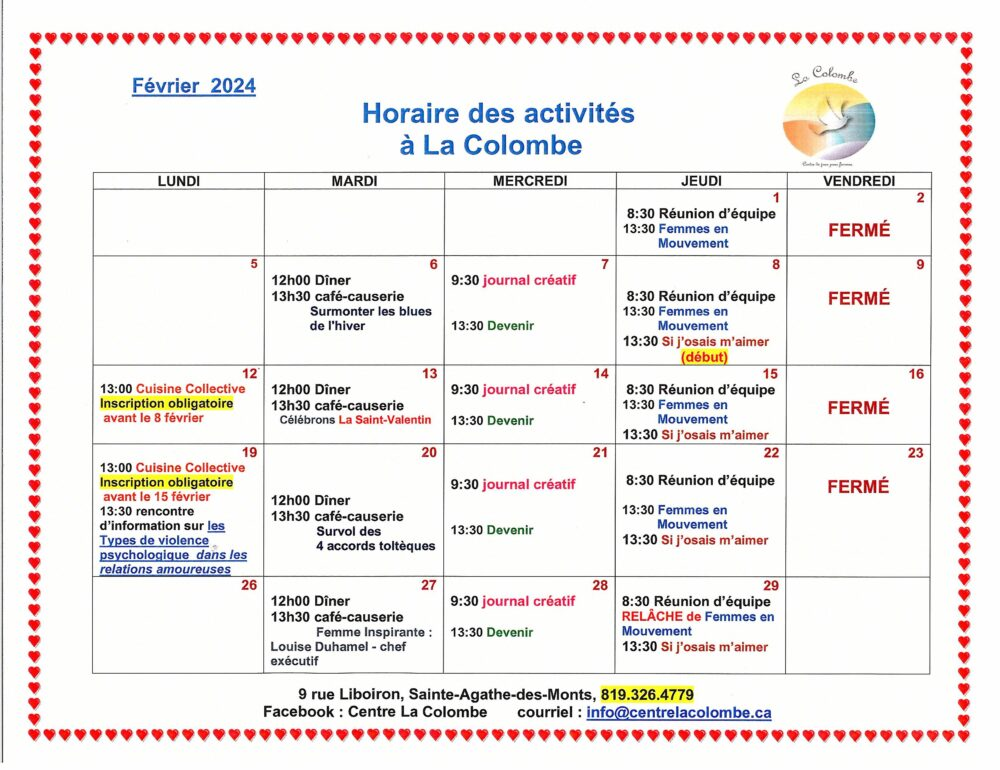 Février 2024
La Colombe
Centre de jour pour femmes
Horaire des activités
à La Colombe
LUNDI MARDI MERCREDI JEUDI VENDREDI
1
8:30 Réunion d'équipe
13:30 Femmes en
Mouvement
2
FERMÉ
5
6
12h00 Dîner
13h30 café-causerie
Surmonter les blues
de l'hiver
7
9:30 journal créatif
13:30 Devenir
8
8:30 Réunion d'équipe
13:30 Femmes en
Mouvement
13:30 Si j'osais m'aimer
(début)
9
FERMÉ
12
13:00 Cuisine Collective
Inscription obligatoire
avant le 8 février
13
12h00 Dîner
13h30 café-causerie
Célébrons La Saint-Valentin
14
9:30 journal créatif
13:30 Devenir
15
8:30 Réunion d'équipe
13:30 Femmes en
Mouvement
13:30 Si j'osais m'aimer
16
FERMÉ
19
13:00 Cuisine Collective
Inscription obligatoire
avant le 15 février
13:30 rencontre
d'information sur les
Types de violence
psychologique dans les
relations amoureuses
20
12h00 Dîner
13h30 café-causerie
Survol des
4 accords toltèques
21
9:30 journal créatif
13:30 Devenir
22
8:30 Réunion d'équipe
13:30 Femmes en
Mouvement
13:30 Si j'osais m'aimer
23
FERMÉ
26
27
12h00 Dîner
13h30 café-causerie
Femme Inspirante :
Louise Duhamel - chef
exécutif
28
9:30 journal créatif
13:30 Devenir
29
8:30 Réunion d'équipe
RELÂCHE de Femmes en
Mouvement
13:30 Si j'osais m'aimer
9 rue Liboiron, Sainte-Agathe-des-Monts, 819.326.4779
Facebook : Centre La Colombe courriel : info@centrelacolombe.ca